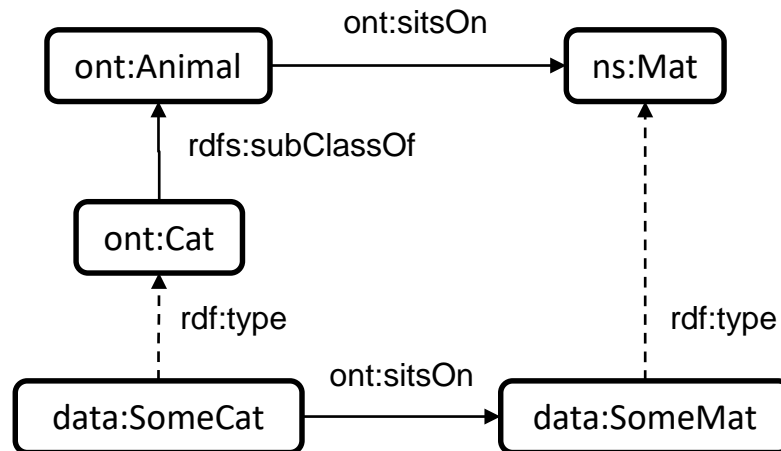 ont:sitsOn
ont:Animal
ns:Mat
rdfs:subClassOf
ont:Cat
rdf:type
rdf:type
ont:sitsOn
data:SomeCat
data:SomeMat